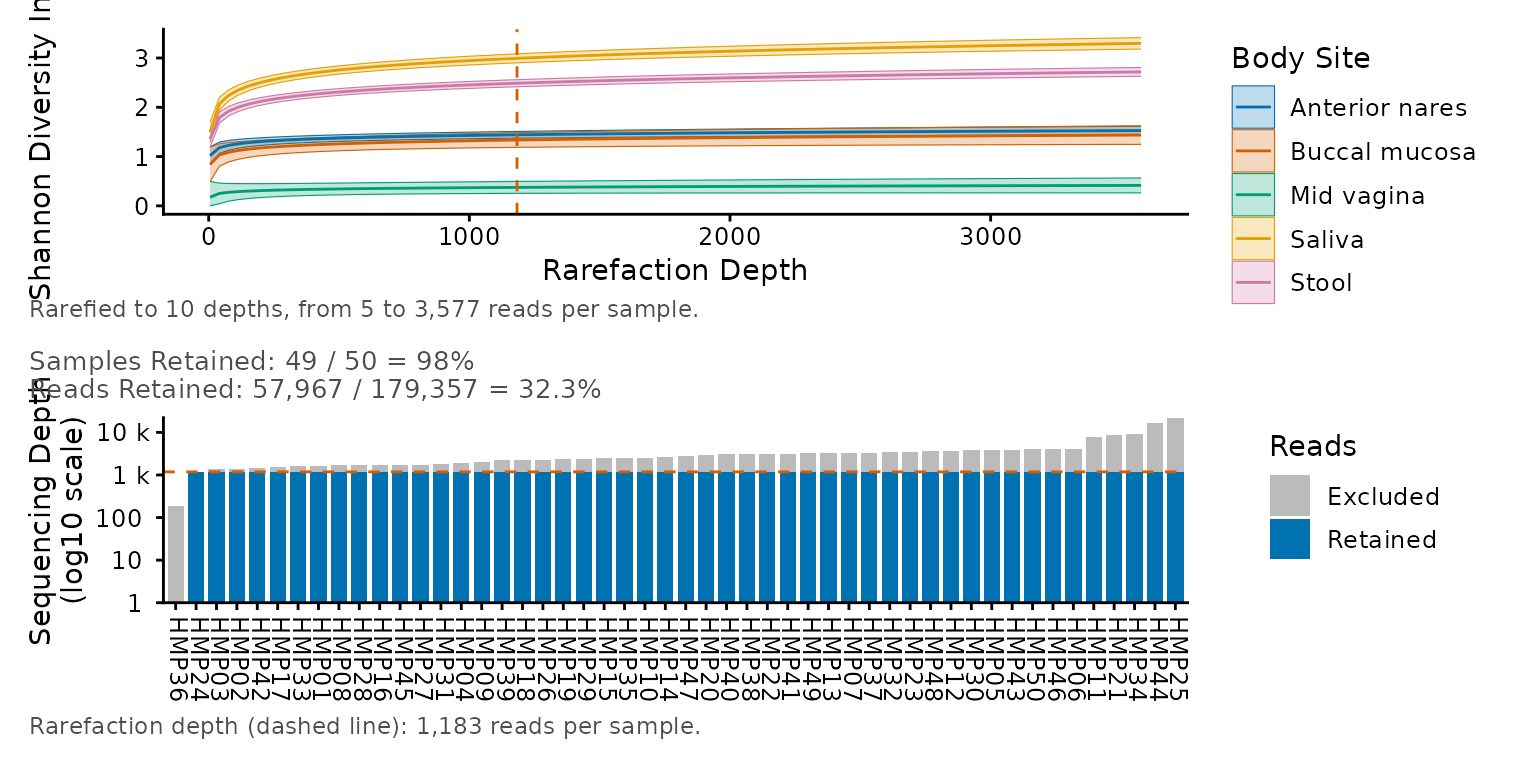 Shannon Diversity In
3
2
1
0
0 1000 2000 3000
Rarefaction Depth
Body Site
Anterior nares
Buccal mucosa
Mid vagina
Saliva
Stool
Rarefied to 10 depths, from 5 to 3,577 reads per sample.
Samples Retained: 49 / 50 = 98%
Reads Retained: 57,967 / 179,357 = 32.3%
Sequencing Depth
(log10 scale)
10 k
1 k
100
10
1
Reads
Excluded
Retained
HMP36
HMP24
HMP03
HMP02
HMP42
HMP17
HMP33
HMP01
HMP08
HMP28
HMP16
HMP45
HMP27
HMP31
HMP04
HMP09
HMP39
HMP18
HMP26
HMP19
HMP29
HMP15
HMP35
HMP10
HMP14
HMP47
HMP20
HMP40
HMP38
HMP22
HMP41
HMP49
HMP13
HMP07
HMP37
HMP32
HMP23
HMP48
HMP12
HMP30
HMP05
HMP43
HMP50
HMP46
HMP06
HMP11
HMP21
HMP34
HMP44
HMP25
Rarefaction depth (dashed line): 1,183 reads per sample.